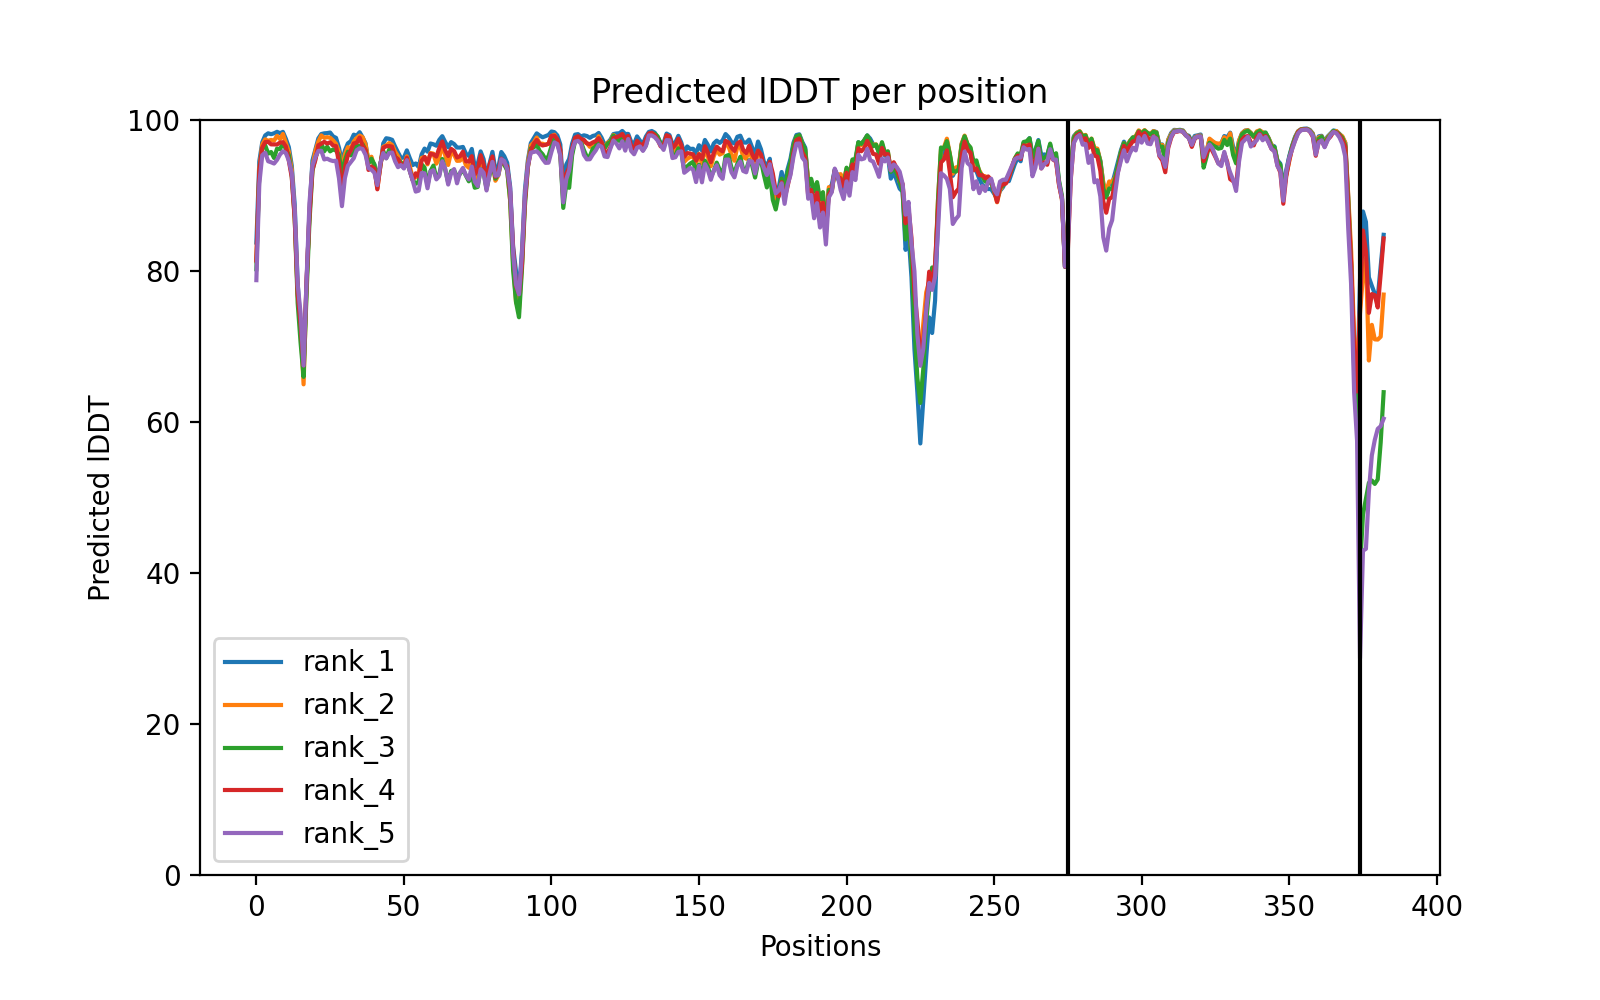 Predicted lDDT per position
100
80
60
40
20
0
Predicted lDDT
rank_1
rank_2
rank_3
rank_4
rank_5
0 50 100 150 200 250 300 350 400
Positions